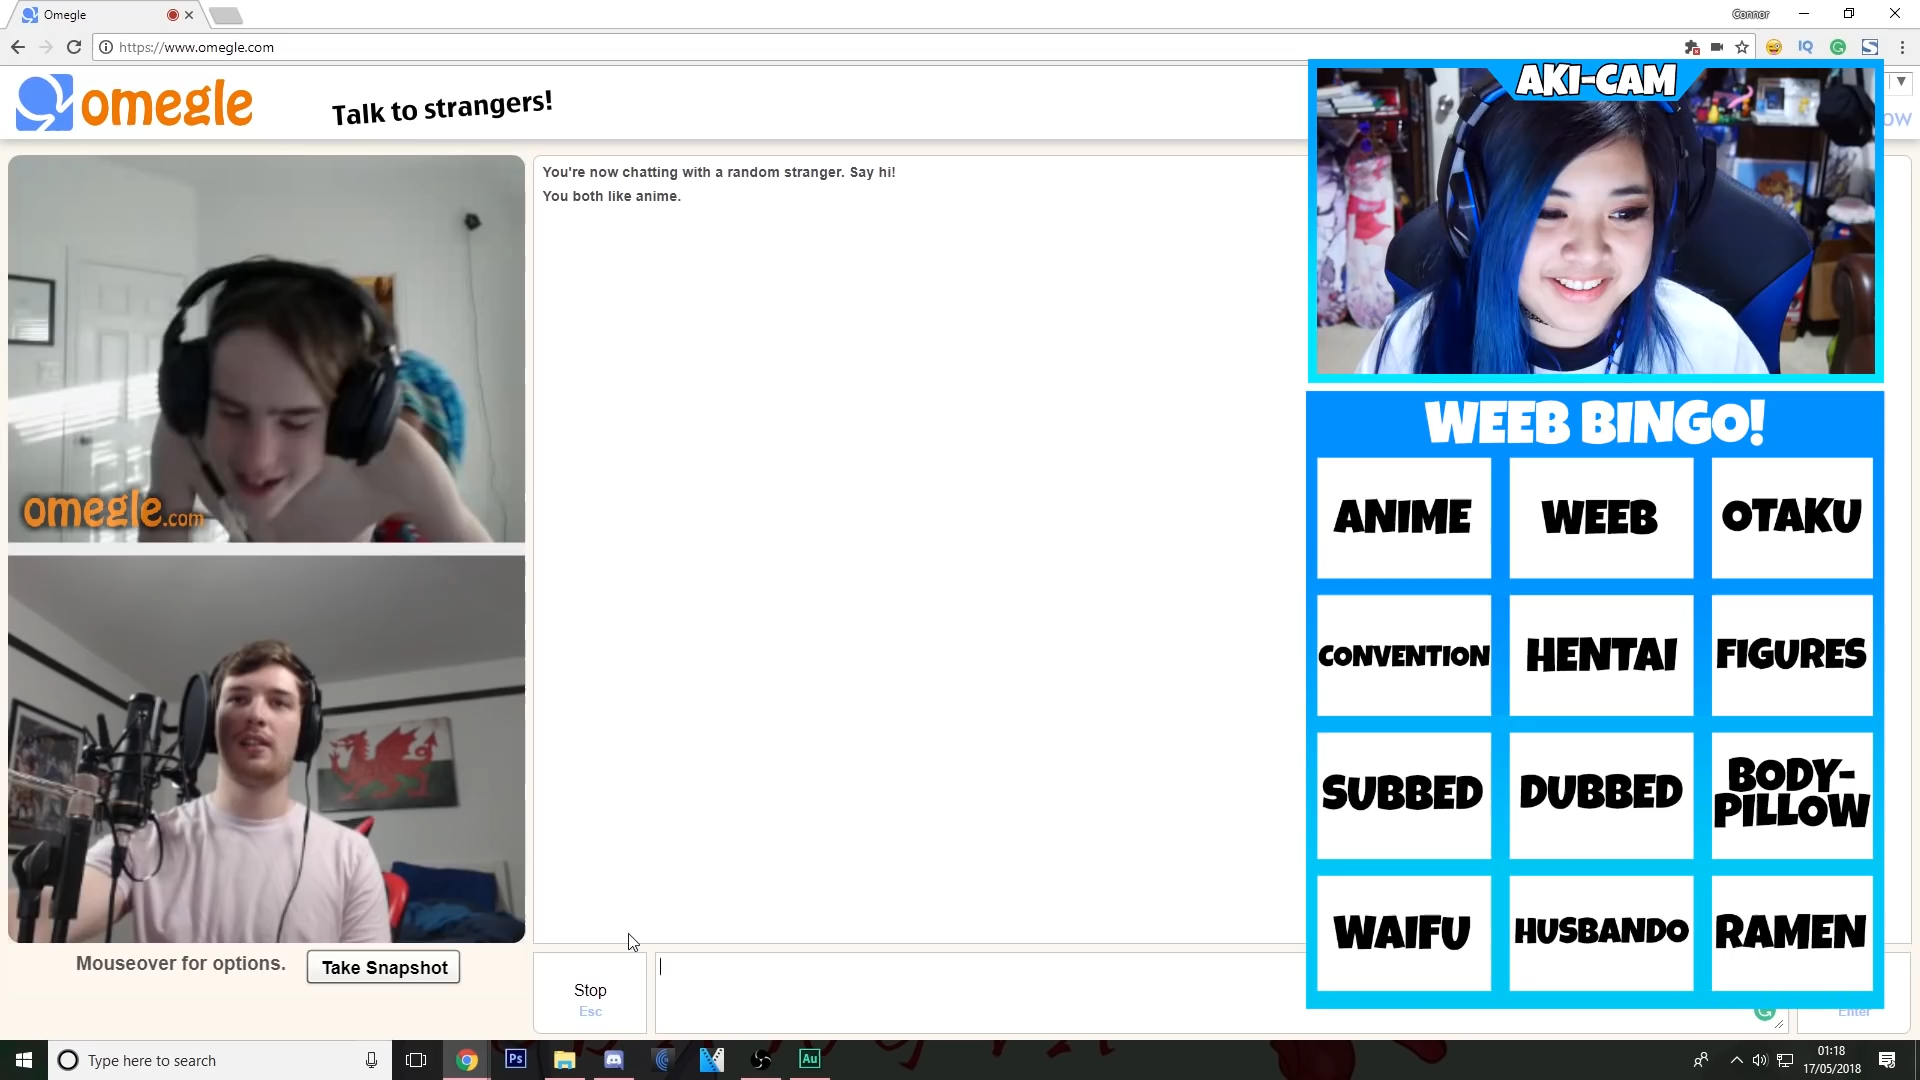 Omegle
Connor
https://www.omegle.com
IQ
omegle
Talk to strangers!
AKI-CAM
You're now chatting with a random stranger. Say hi!
You both like anime.
omegle.com
WEEB BINGO!
ANIME
WEEB
OTAKU
CONVENTION
HENTAI
FIGURES
SUBBED
DUBBED
BODY-
PILLOW
WAIFU
HUSBANDO
RAMEN
Mouseover for options.
Take Snapshot
Stop
Esc
Enter
Type here to search
Ps
Au
01:18
17/05/2018